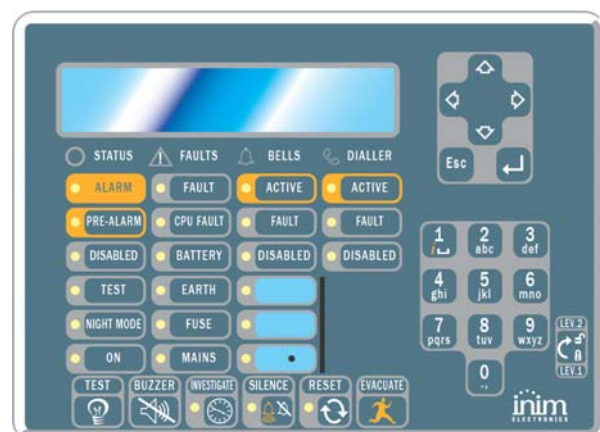 STATUS FAULTS BELLS DIALLER
ALARM FAULT ACTIVE ACTIVE
PRE-ALARM CPU FAULT FAULT FAULT
DISABLED BATTERY DISABLED DISABLED
TEST EARTH
NIGHT MODE FUSE
ON MAINS
TEST BUZZER INVESTIGATE SILENCE RESET EVACUATE
Esc
1 2 3
i abc def
4 5 6
ghi jkl mno
7 8 9
pqrs tuv wxyz
0
.,
LEV.2
LEV.1
inim
ELECTRONICS